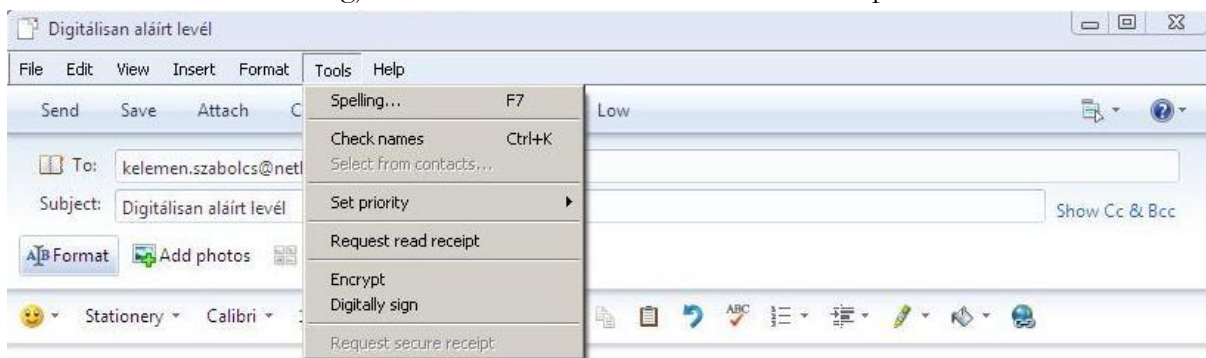 Digitálisan aláírt levél
File Edit View Insert Format Tools Help
Send Save Attach Low
Spelling... F7
Check names Ctrl+K
Select from contacts...
Set priority
Request read receipt
Encrypt
Digitally sign
Request secure receipt
To: kelemen.szabolcs@netl
Subject: Digitálisan aláírt levél Show Cc & Bcc
Format Add photos
Stationery Calibri ABC